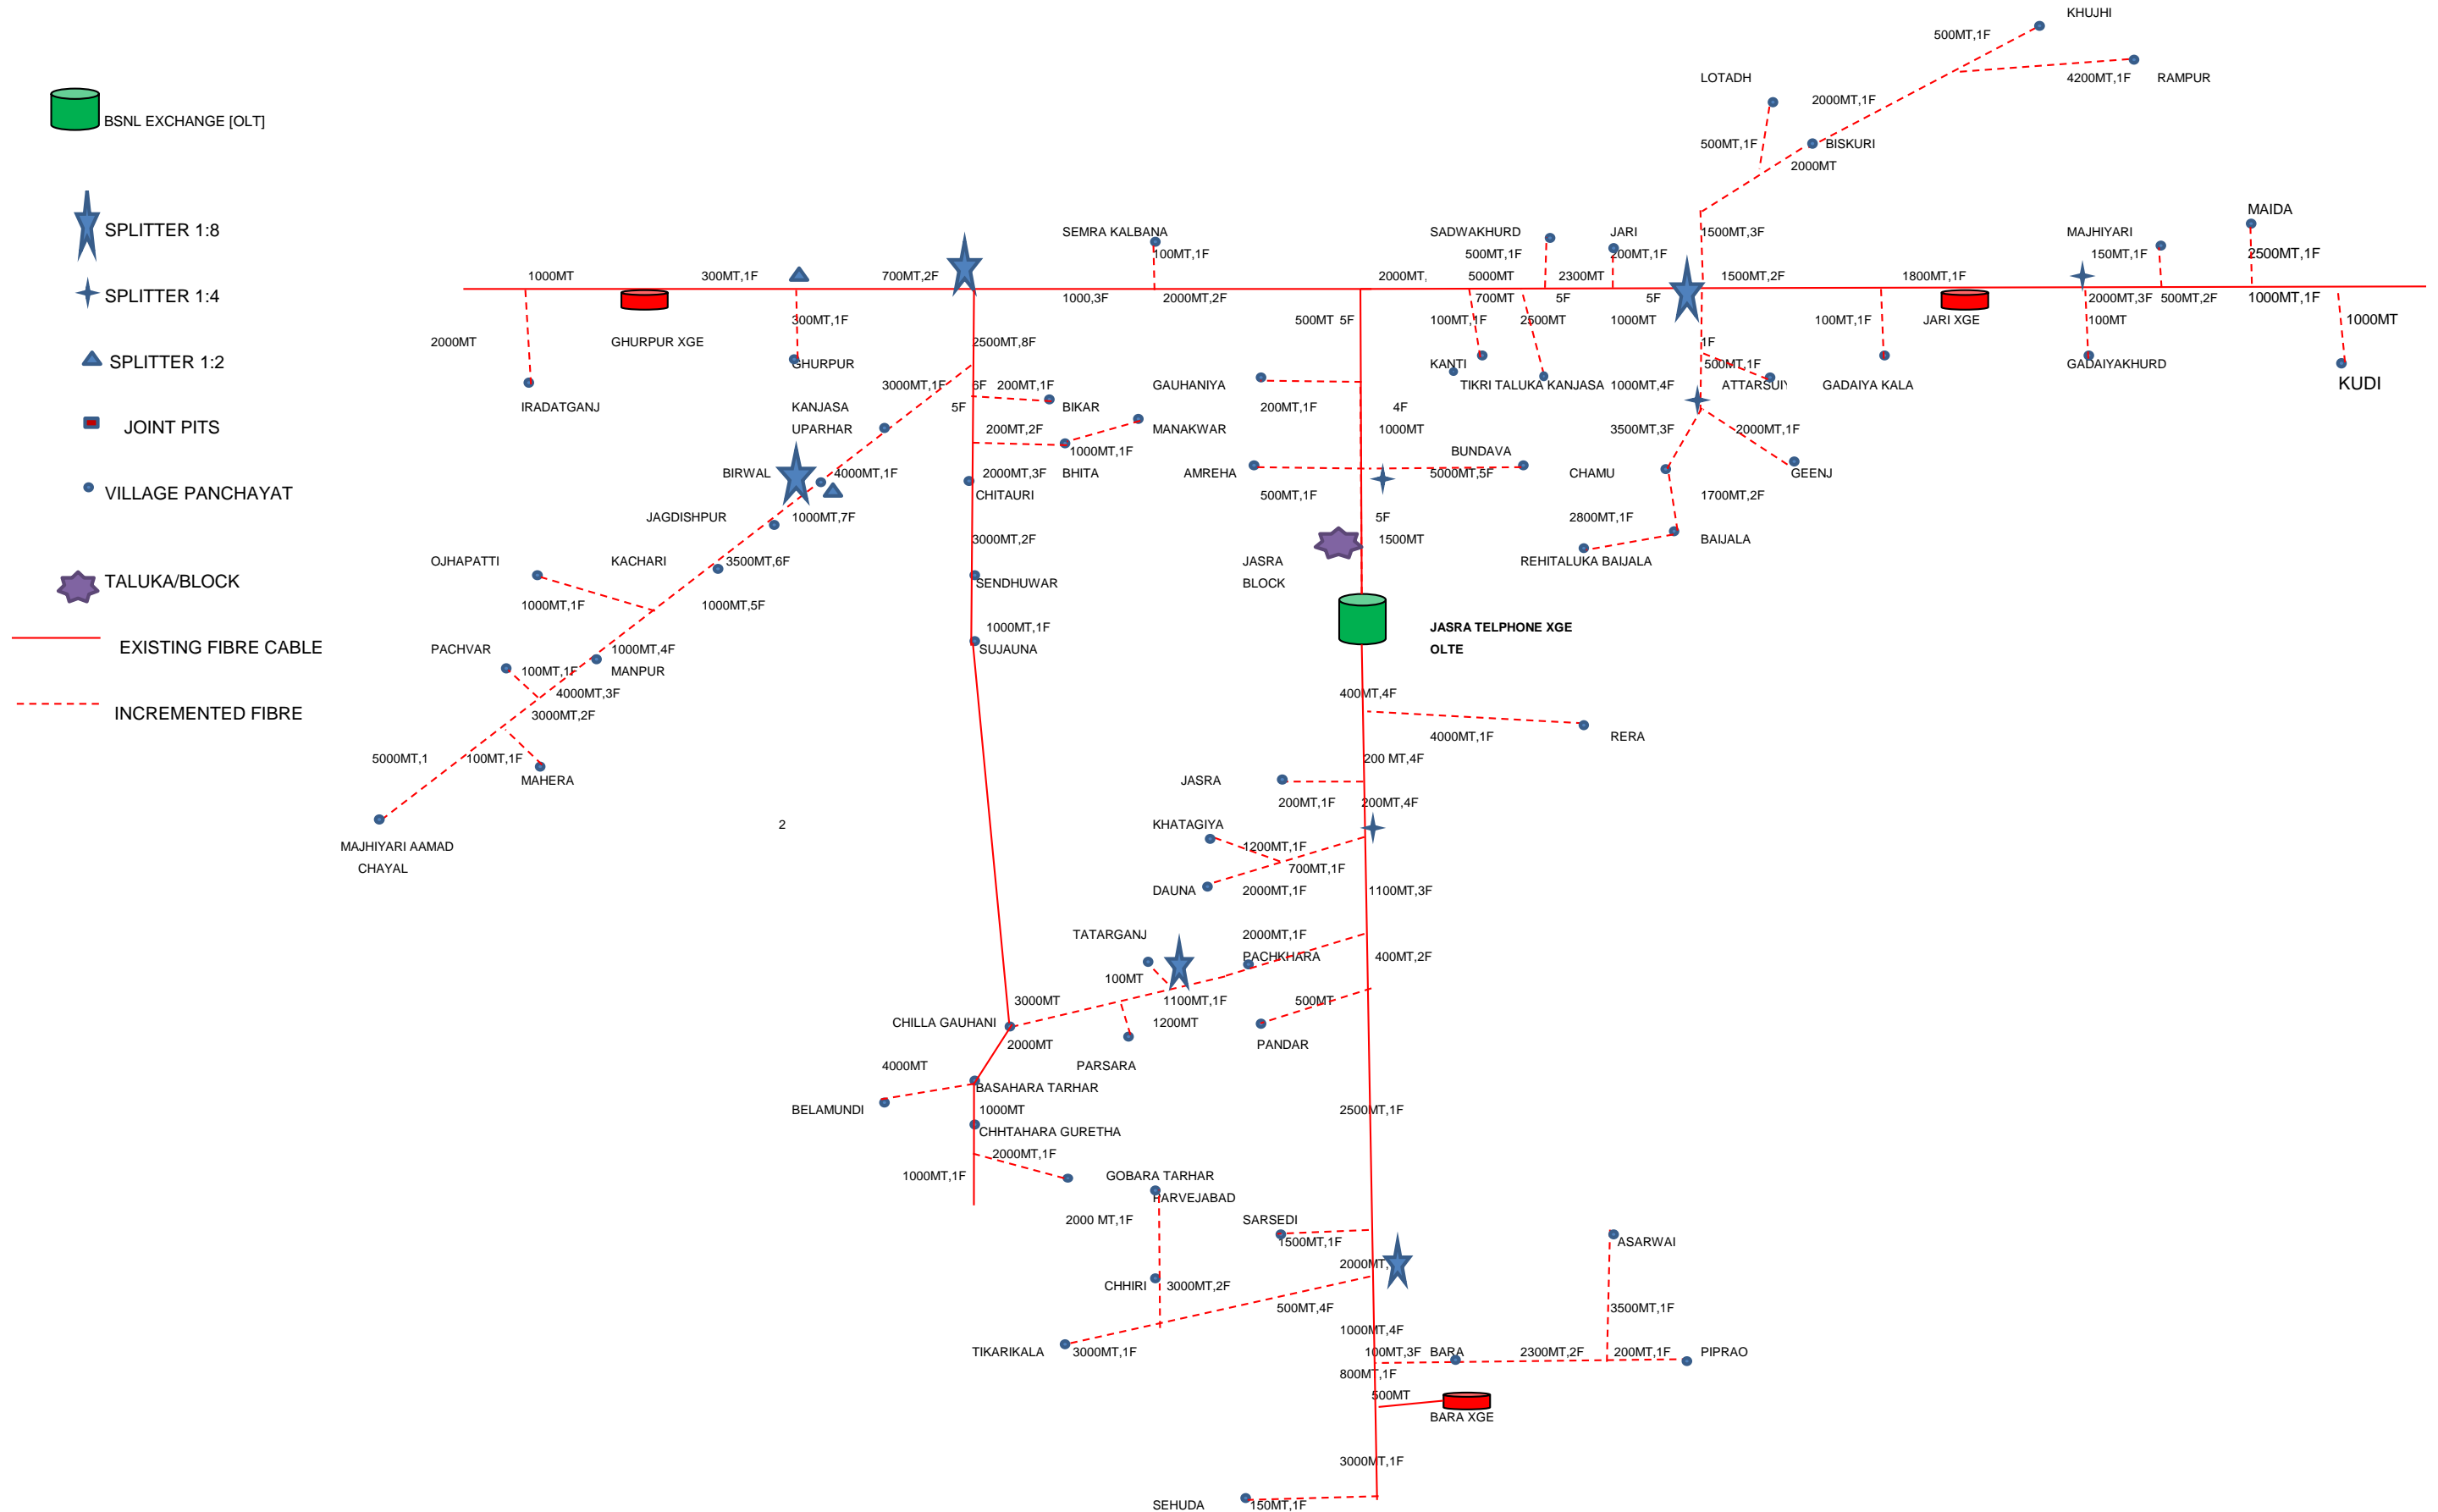 KHUJHI
500MT,1F
LOTADH
4200MT,1F
RAMPUR
2000MT,1F
BSNL EXCHANGE [OLT]
500MT,1F
BISKURI
2000MT
SPLITTER 1:8
SEMRA KALBANA
SADWAKHURD
JARI
1500MT,3F
MAJHIYARI
MAIDA
100MT,1F
500MT,1F
200MT,1F
150MT,1F
2500MT,1F
1000MT
300MT,1F
700MT,2F
2000MT,
5000MT
2300MT
1500MT,2F
1800MT,1F
SPLITTER 1:4
1000,3F
2000MT,2F
700MT
5F
5F
2000MT,3F
500MT,2F
1000MT,1F
300MT,1F
500MT
5F
100MT,1F
2500MT
1000MT
100MT,1F
JARI XGE
100MT
1000MT
2000MT
GHURPUR XGE
2500MT,8F
1F
SPLITTER 1:2
GHURPUR
KANTI
500MT,1F
GADAIYAKHURD
3000MT,1F
6F
200MT,1F
GAUHANIYA
TIKRI TALUKA KANJASA
1000MT,4F
ATTARSUIY
GADAIYA KALA
KUDI
IRADATGANJ
KANJASA
5F
BIKAR
200MT,1F
4F
JOINT PITS
UPARHAR
200MT,2F
MANAKWAR
1000MT
3500MT,3F
2000MT,1F
1000MT,1F
BUNDAVA
BIRWAL
4000MT,1F
2000MT,3F
BHITA
AMREHA
5000MT,5F
CHAMU
GEENJ
VILLAGE PANCHAYAT
CHITAURI
500MT,1F
1700MT,2F
JAGDISHPUR
1000MT,7F
5F
2800MT,1F
3000MT,2F
1500MT
BAIJALA
OJHAPATTI
KACHARI
3500MT,6F
JASRA
REHITALUKA BAIJALA
TALUKA/BLOCK
SENDHUWAR
BLOCK
1000MT,1F
1000MT,5F
1000MT,1F
JASRA TELPHONE XGE
EXISTING FIBRE CABLE
PACHVAR
1000MT,4F
SUJAUNA
OLTE
100MT,1F
MANPUR
4000MT,3F
400MT,4F
INCREMENTED FIBRE
3000MT,2F
4000MT,1F
RERA
5000MT,1
100MT,1F
200 MT,4F
MAHERA
JASRA
200MT,1F
200MT,4F
2
KHATAGIYA
MAJHIYARI AAMAD
1200MT,1F
CHAYAL
700MT,1F
DAUNA
2000MT,1F
1100MT,3F
TATARGANJ
2000MT,1F
PACHKHARA
400MT,2F
100MT
3000MT
1100MT,1F
500MT
CHILLA GAUHANI
1200MT
2000MT
PANDAR
4000MT
PARSARA
BASAHARA TARHAR
BELAMUNDI
1000MT
2500MT,1F
CHHTAHARA GURETHA
2000MT,1F
1000MT,1F
GOBARA TARHAR
PARVEJABAD
2000 MT,1F
SARSEDI
1500MT,1F
ASARWAI
2000MT,
CHHIRI
3000MT,2F
500MT,4F
3500MT,1F
1000MT,4F
TIKARIKALA
3000MT,1F
100MT,3F
BARA
2300MT,2F
200MT,1F
PIPRAO
800MT,1F
500MT
BARA XGE
3000MT,1F
SEHUDA
150MT,1F